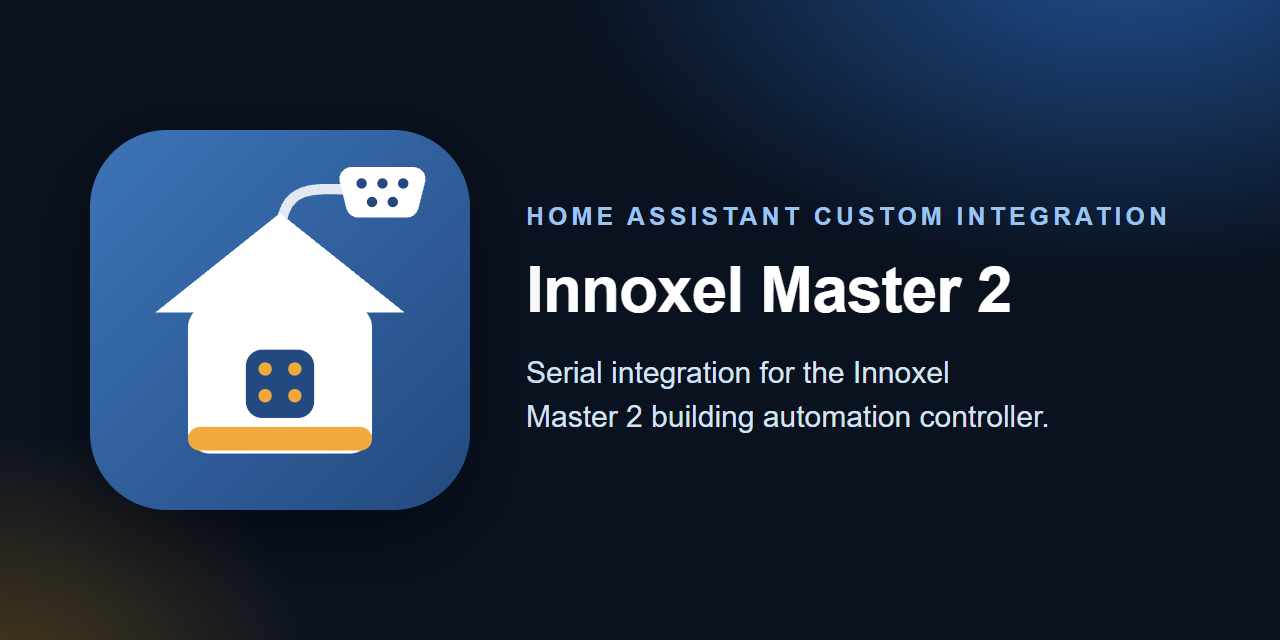 HOME ASSISTANT CUSTOM INTEGRATION
Innoxel Master 2
Serial integration for the Innoxel
Master 2 building automation controller.